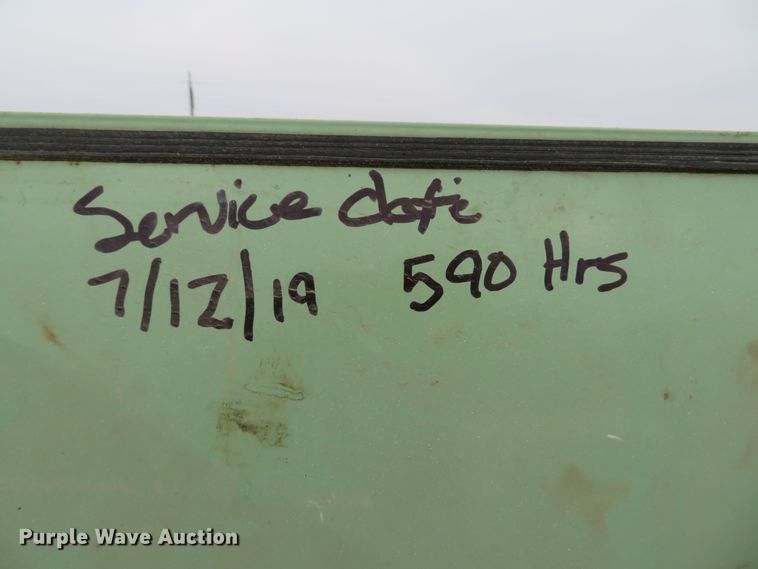 Service date
7/12/19 590 Hrs
Purple Wave Auction